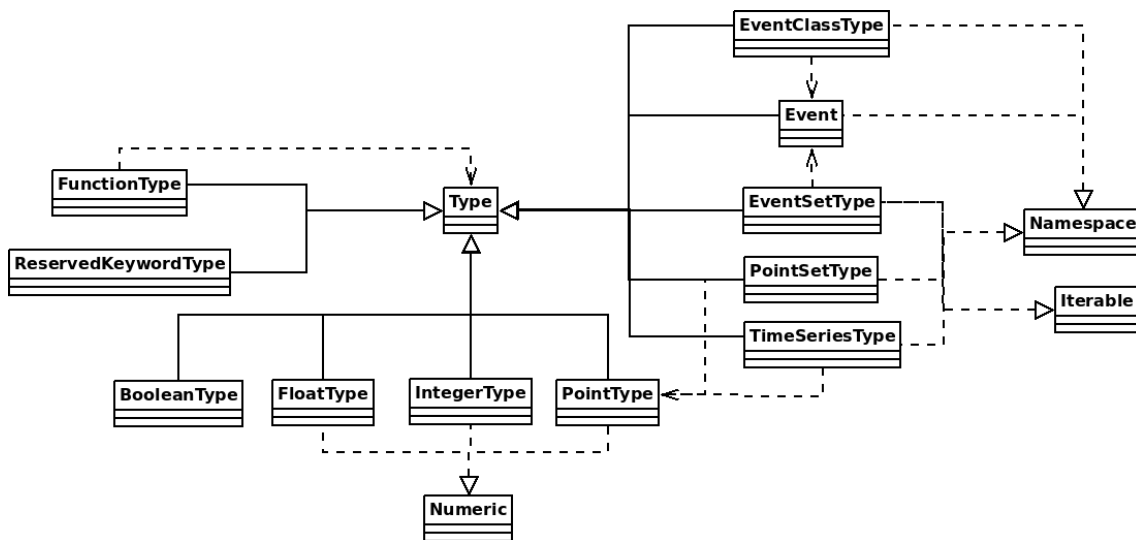 EventClassType
Event
FunctionType
Type
EventSetType
Namespace
ReservedKeywordType
PointSetType
Iterable
TimeSeriesType
BooleanType
FloatType
IntegerType
PointType
Numeric